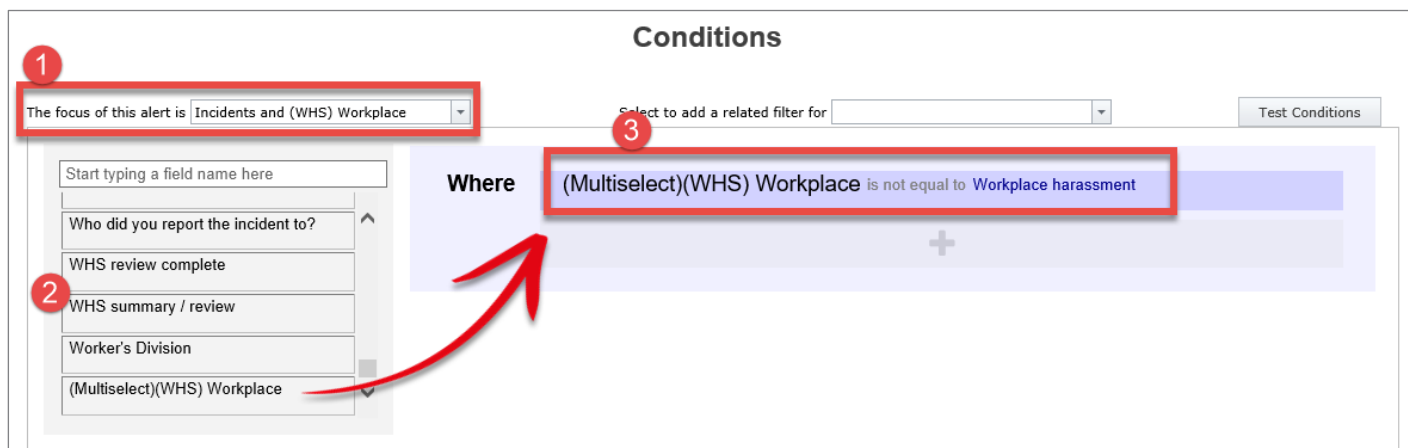 Conditions
1
The focus of this alert is Incidents and (WHS) Workplace
Select to add a related filter for
Test Conditions
3
Start typing a field name here
Where (Multiselect)(WHS) Workplace is not equal to Workplace harassment
Who did you report the incident to?
WHS review complete
2
WHS summary / review
Worker's Division
(Multiselect)(WHS) Workplace